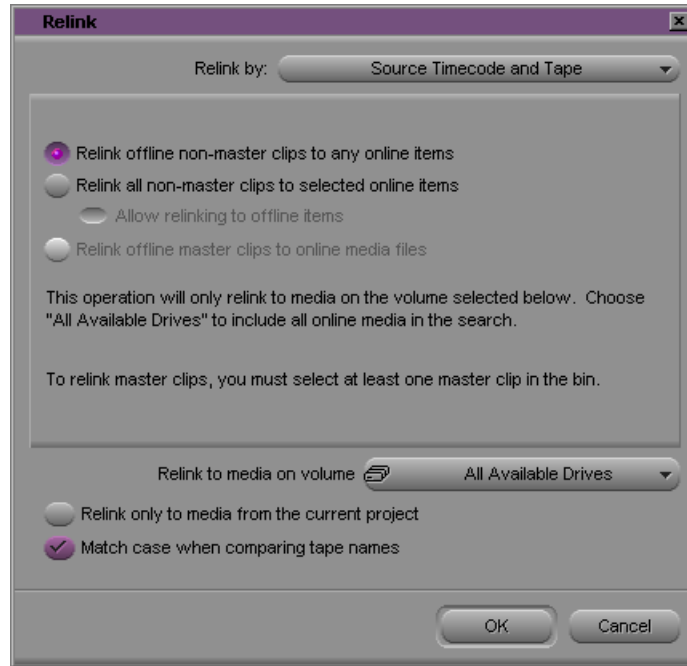 Relink
Relink by: Source Timecode and Tape
Relink offline non-master clips to any online items
Relink all non-master clips to selected online items
Allow relinking to offline items
Relink offline master clips to online media files
This operation will only relink to media on the volume selected below. Choose
"All Available Drives" to include all online media in the search.
To relink master clips, you must select at least one master clip in the bin.
Relink to media on volume All Available Drives
Relink only to media from the current project
Match case when comparing tape names
OK Cancel